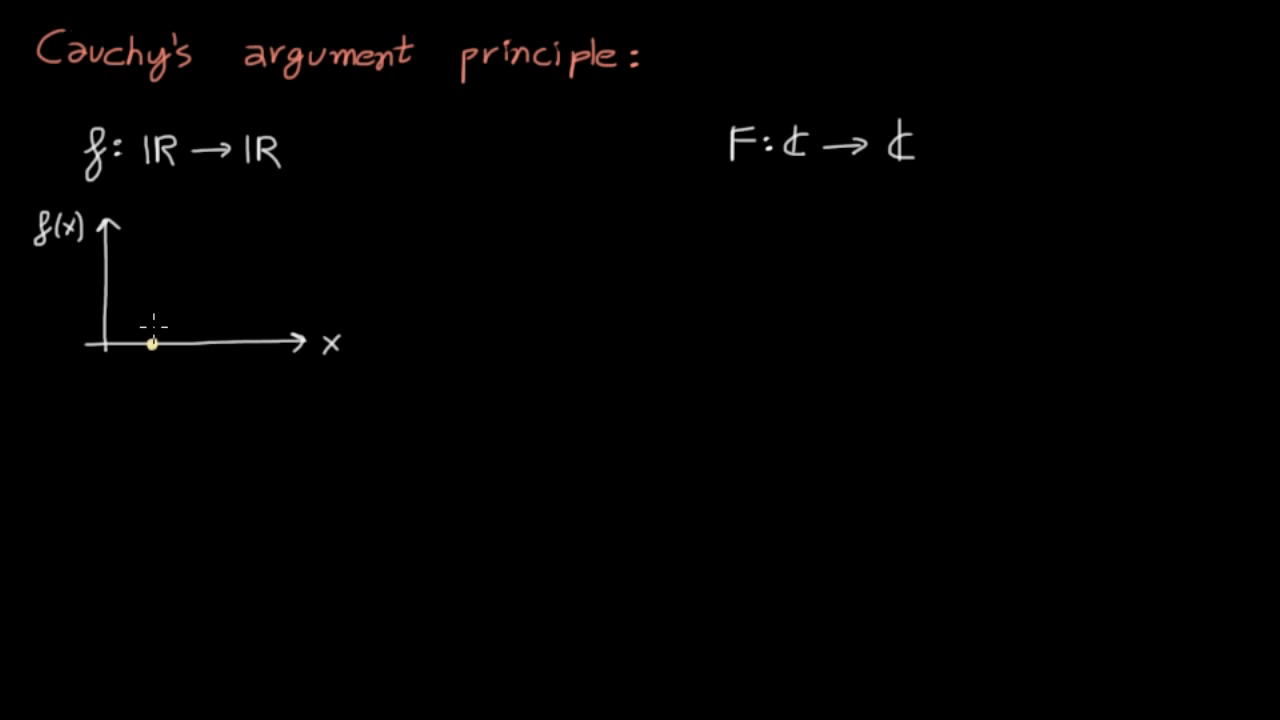 Cauchy's argument principle:
f: ℝ → ℝ
F: ℂ → ℂ
f(x)
x